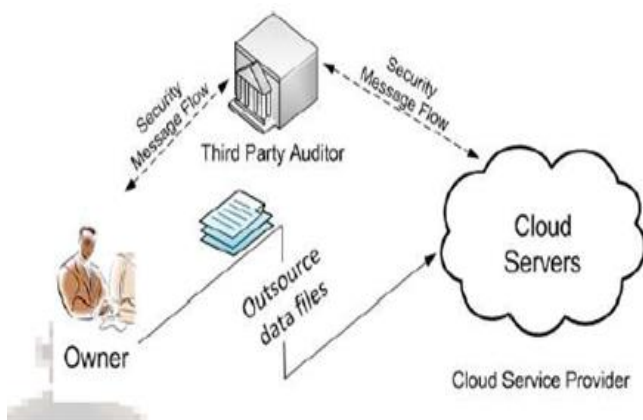 Security
Message Flow
Security
Message Flow
Third Party Auditor
Outsource
data files
Cloud
Servers
Owner
Cloud Service Provider